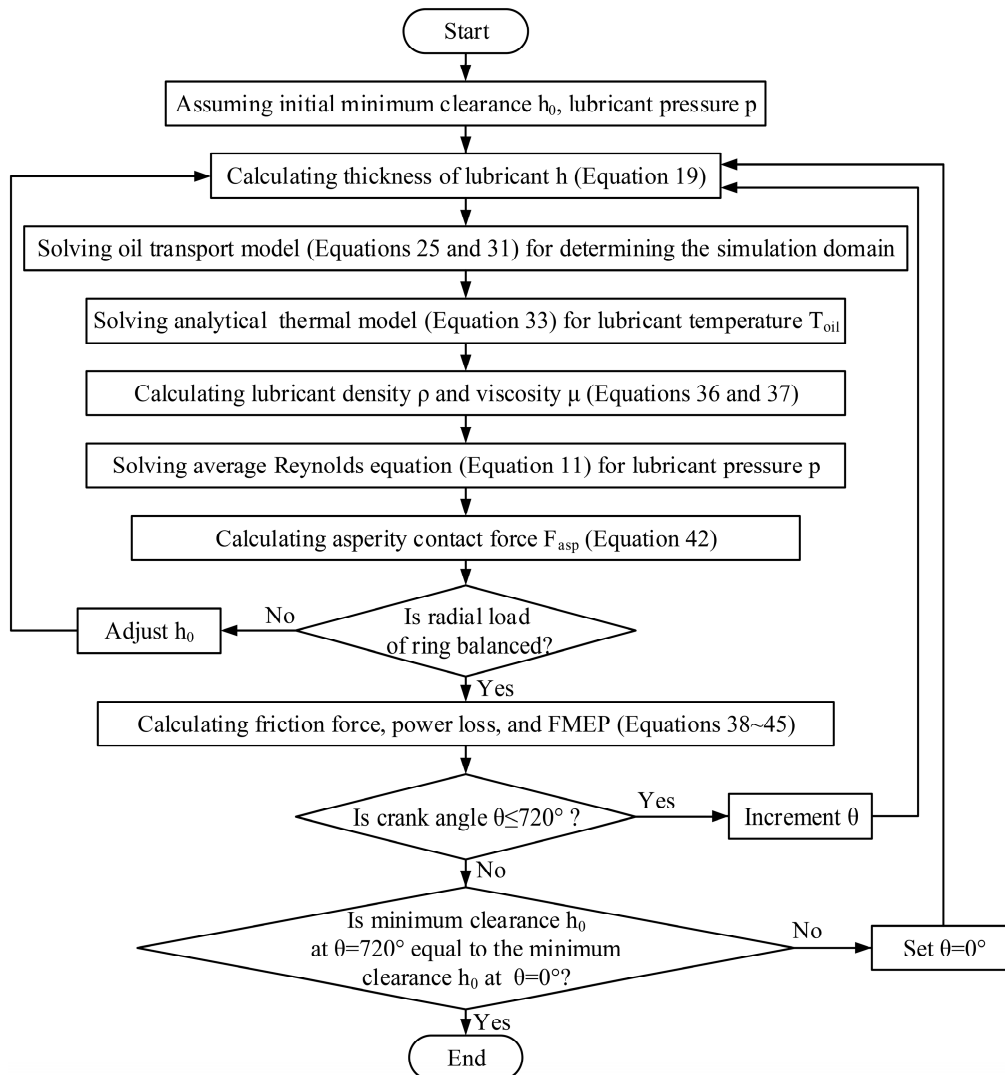 Start
Assuming initial minimum clearance h₀, lubricant pressure p
Calculating thickness of lubricant h (Equation 19)
Solving oil transport model (Equations 25 and 31) for determining the simulation domain
Solving analytical thermal model (Equation 33) for lubricant temperature Tₒᵢₗ
Calculating lubricant density ρ and viscosity μ (Equations 36 and 37)
Solving average Reynolds equation (Equation 11) for lubricant pressure p
Calculating asperity contact force Fₐₛₚ (Equation 42)
Is radial load
of ring balanced?
No
Adjust h₀
Yes
Calculating friction force, power loss, and FMEP (Equations 38~45)
Is crank angle θ≤720° ?
Yes
Increment θ
No
Is minimum clearance h₀
at θ=720° equal to the minimum
clearance h₀ at θ=0°?
No
Set θ=0°
Yes
End